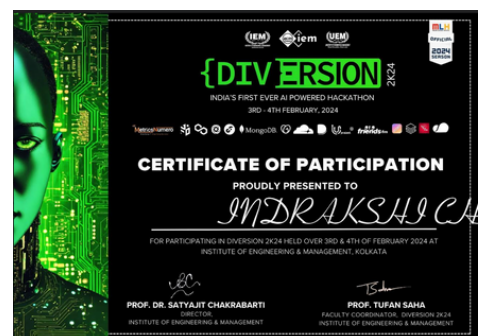 IEM
iem
UEM
MLH
OFFICIAL
2024
SEASON
{DIVERSION 2K24
INDIA'S FIRST EVER AI POWERED HACKATHON
3RD - 4TH FEBRUARY, 2024
MongoDB
friends
CERTIFICATE OF PARTICIPATION
PROUDLY PRESENTED TO
INDRAKSHI CH
FOR PARTICIPATING IN DIVERSION 2K24 HELD OVER 3RD & 4TH OF FEBRUARY 2024 AT
INSTITUTE OF ENGINEERING & MANAGEMENT, KOLKATA
PROF. DR. SATYAJIT CHAKRABARTI
DIRECTOR,
INSTITUTE OF ENGINEERING & MANAGEMENT
PROF. TUFAN SAHA
FACULTY COORDINATOR, DIVERSION 2K24
INSTITUTE OF ENGINEERING & MANAGEMENT